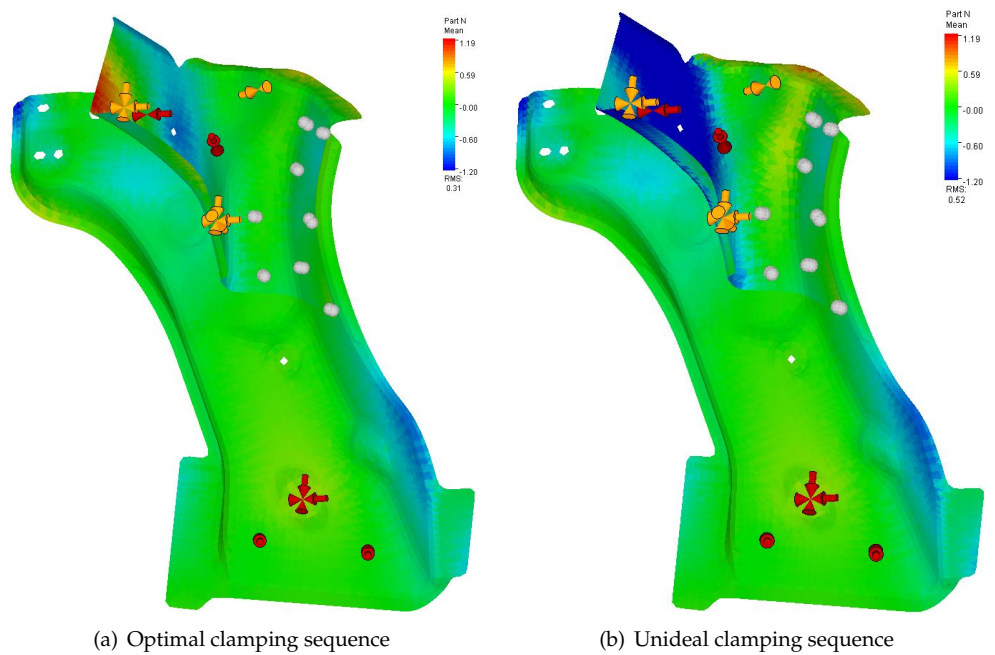 Part N
Mean
1.19
0.59
-0.00
-0.60
-1.20
RMS:
0.31
Part N
Mean
1.19
0.59
-0.00
-0.60
-1.20
RMS:
0.52
(a) Optimal clamping sequence
(b) Unideal clamping sequence